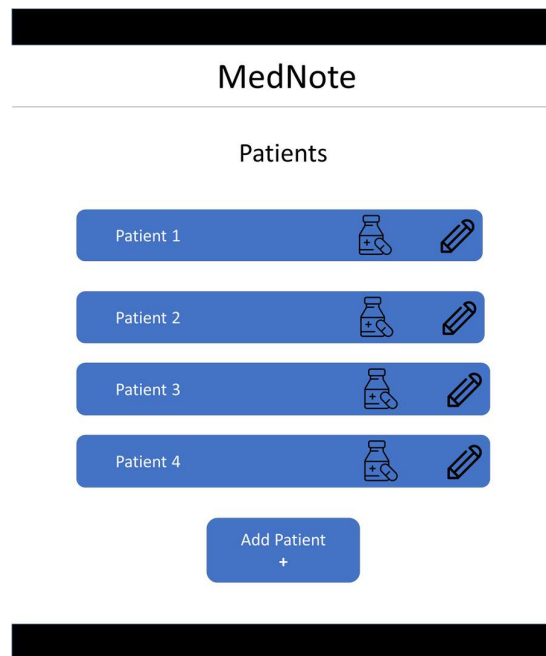 MedNote
Patients
Patient 1
Patient 2
Patient 3
Patient 4
Add Patient
+